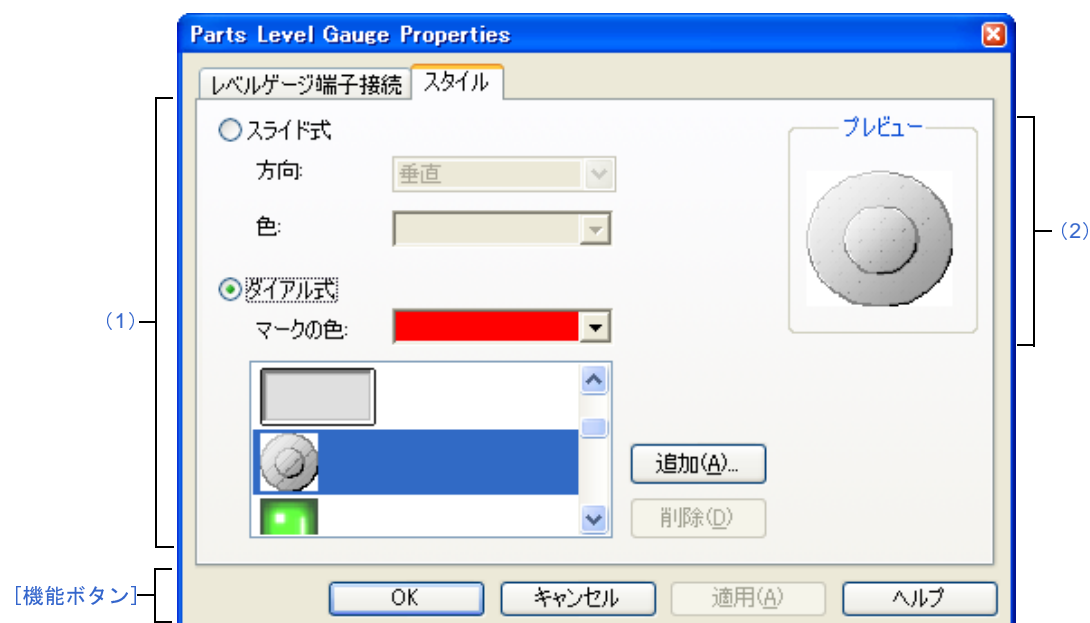 Parts Level Gauge Properties
レベルゲージ端子接続 スタイル
スライド式
方向: 垂直
色:
ダイアル式
マークの色:
プレビュー
追加(A)...
削除(D)
OK キャンセル 適用(A) ヘルプ
(1)
(2)
[機能ボタン]